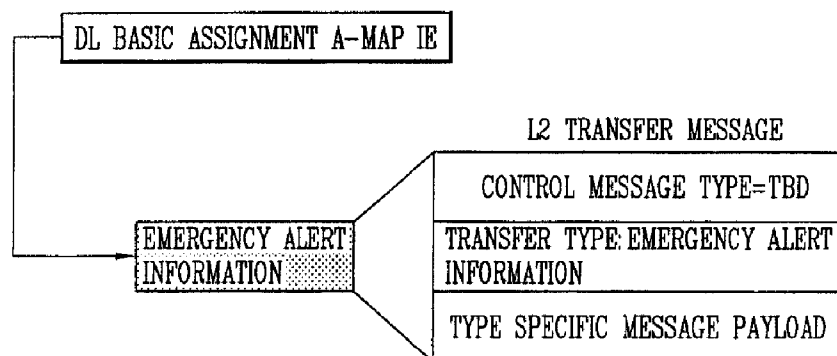 DL BASIC ASSIGNMENT A-MAP IE
L2 TRANSFER MESSAGE
CONTROL MESSAGE TYPE=TBD
EMERGENCY ALERT
INFORMATION
TRANSFER TYPE:EMERGENCY ALERT
INFORMATION
TYPE SPECIFIC MESSAGE PAYLOAD